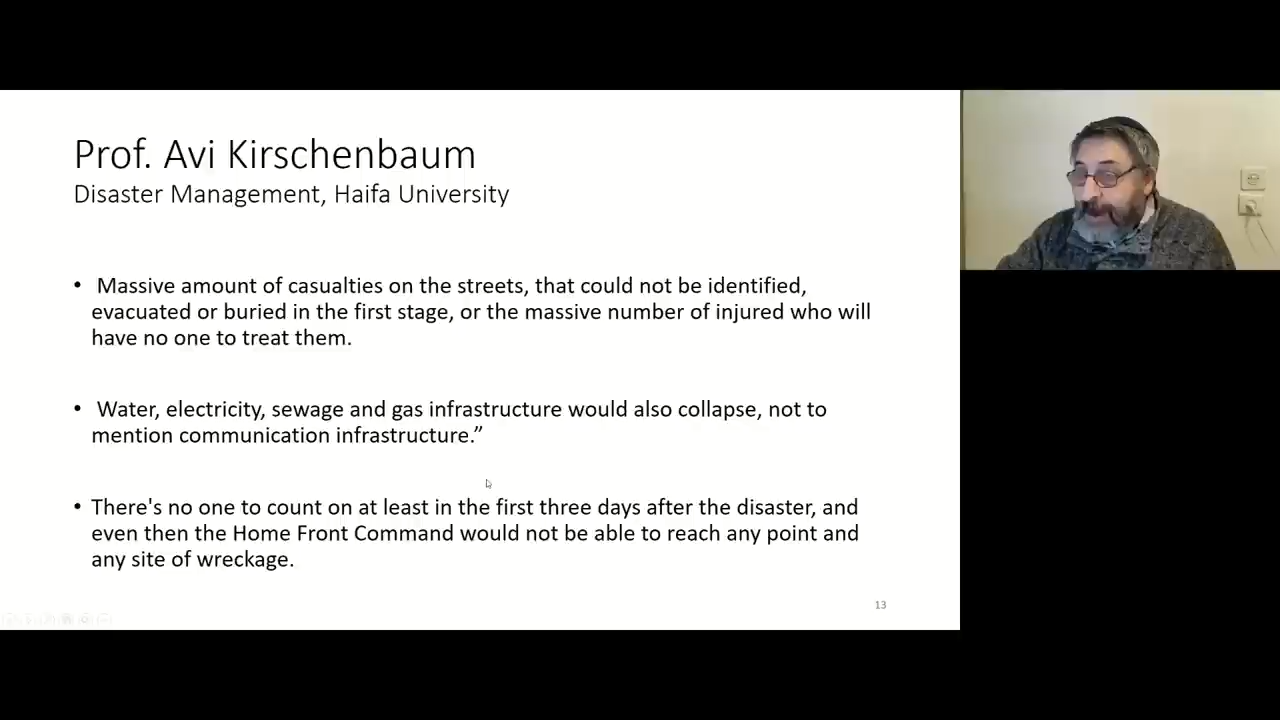 Prof. Avi Kirschenbaum
Disaster Management, Haifa University
• Massive amount of casualties on the streets, that could not be identified,
evacuated or buried in the first stage, or the massive number of injured who will
have no one to treat them.
• Water, electricity, sewage and gas infrastructure would also collapse, not to
mention communication infrastructure.”
• There's no one to count on at least in the first three days after the disaster, and
even then the Home Front Command would not be able to reach any point and
any site of wreckage.
13